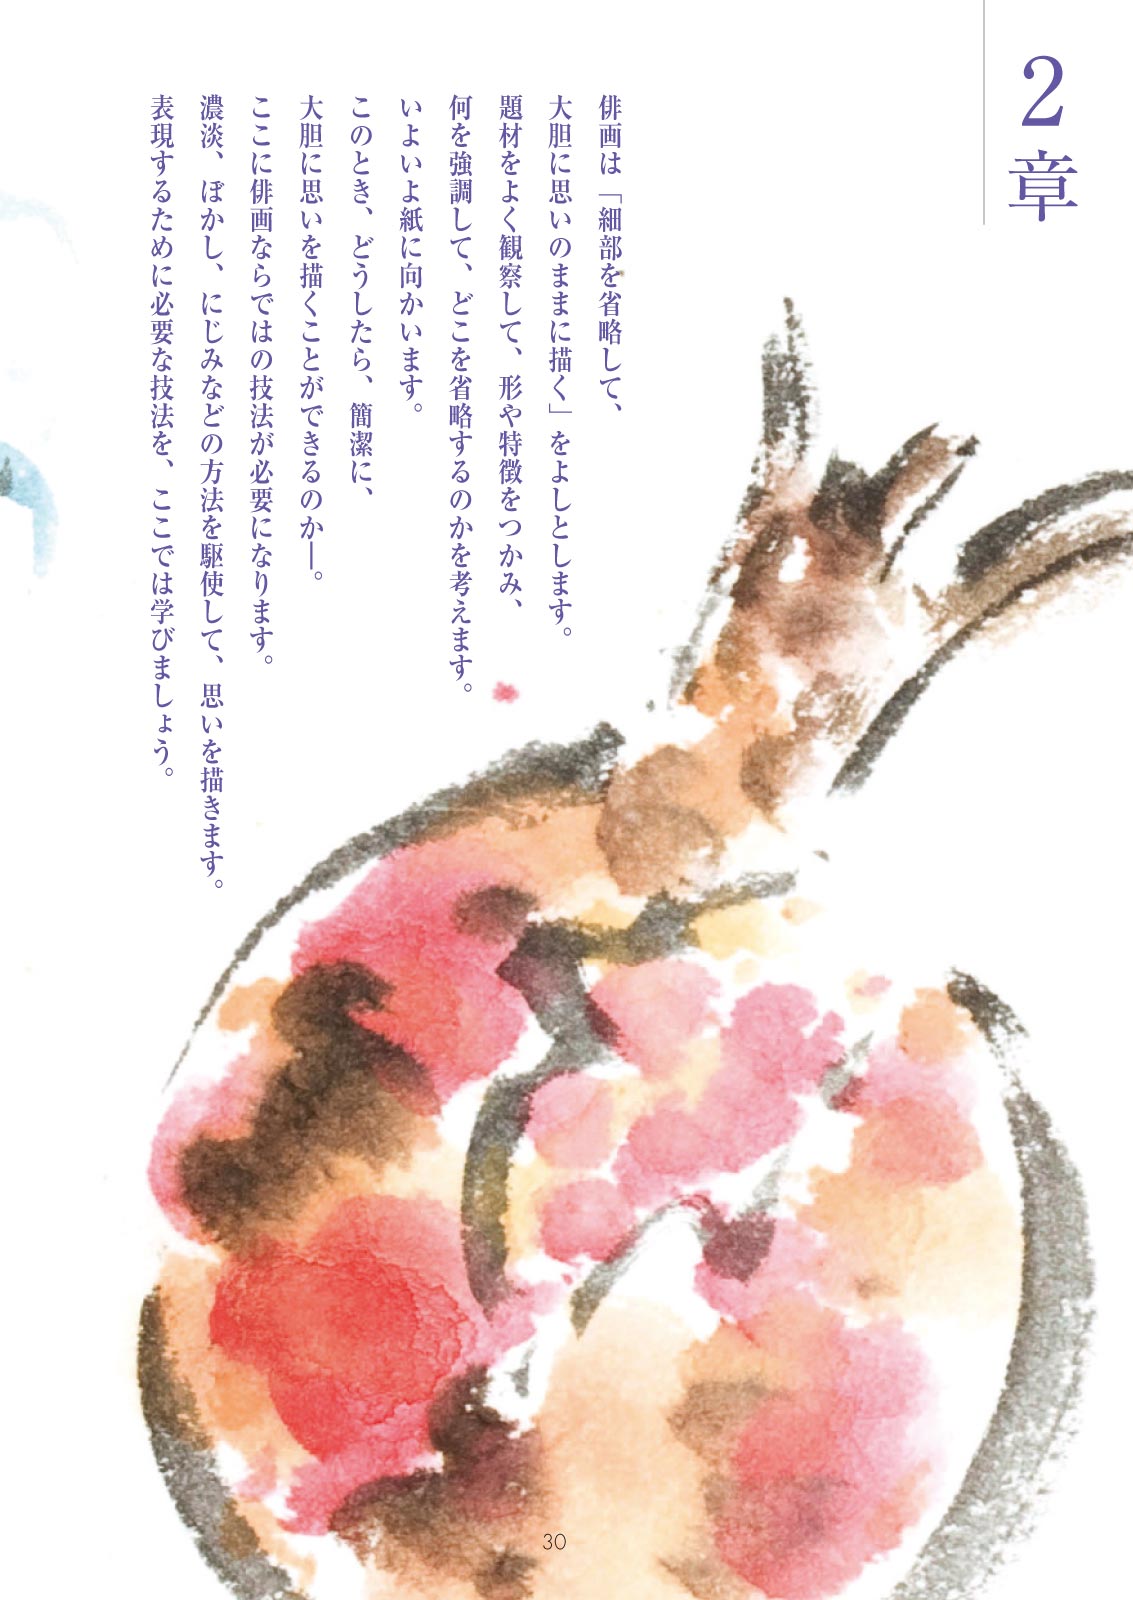 2章
俳画は「細部を省略して、
大胆に思いのままに描く」をよしとします。
題材をよく観察して、形や特徴をつかみ、
何を強調して、どこを省略するのかを考えます。
いよいよ紙に向かいます。
このとき、どうしたら、簡潔に、
大胆に思いを描くことができるのか―。
ここに俳画ならではの技法が必要になります。
濃淡、ぼかし、にじみなどの方法を駆使して、思いを描きます。
表現するために必要な技法を、ここでは学びましょう。
30